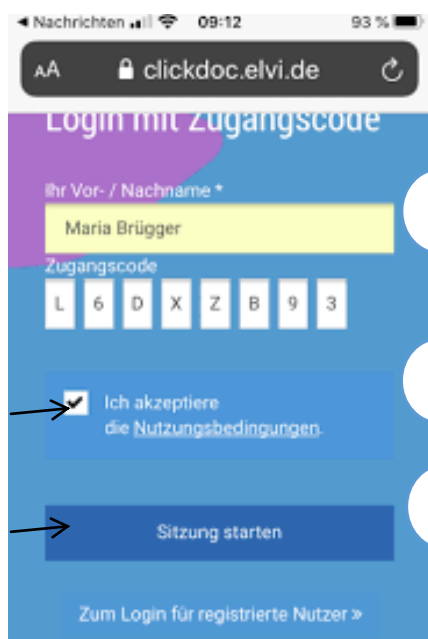 ◀ Nachrichten 09:12 93 %
AA clickdoc.elvi.de
Login mit Zugangscode
Ihr Vor- / Nachname *
Maria Brügger
Zugangscode
L 6 D X Z B 9 3
Ich akzeptiere
die Nutzungsbedingungen.
Sitzung starten
Zum Login für registrierte Nutzer »